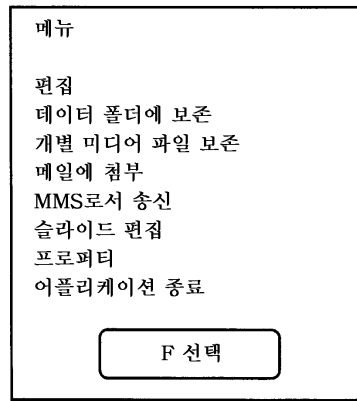 메뉴
편집
데이터 폴더에 보존
개별 미디어 파일 보존
메일에 첨부
MMS로서 송신
슬라이드 편집
프로퍼티
어플리케이션 종료
F 선택